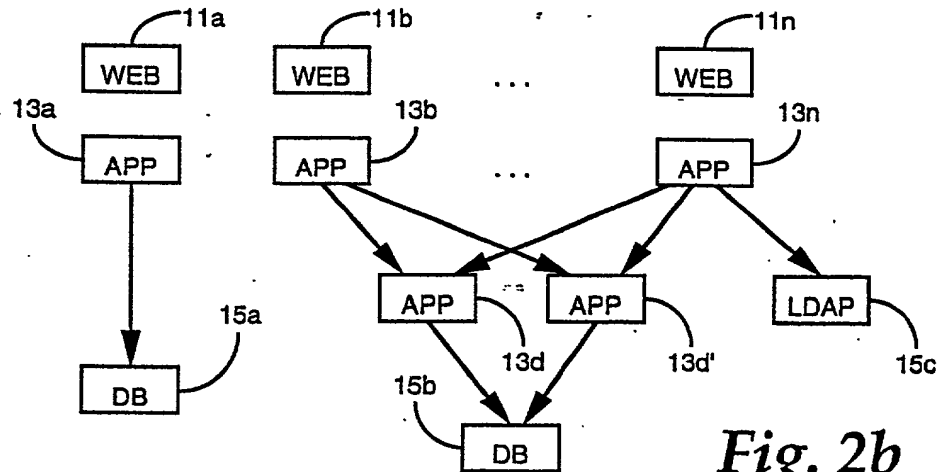 11a 11b 11n
WEB WEB ... WEB
13a 13b 13n
APP APP ... APP
APP APP LDAP
15a 13d 13d' 15c
DB 15b
DB
Fig. 2b